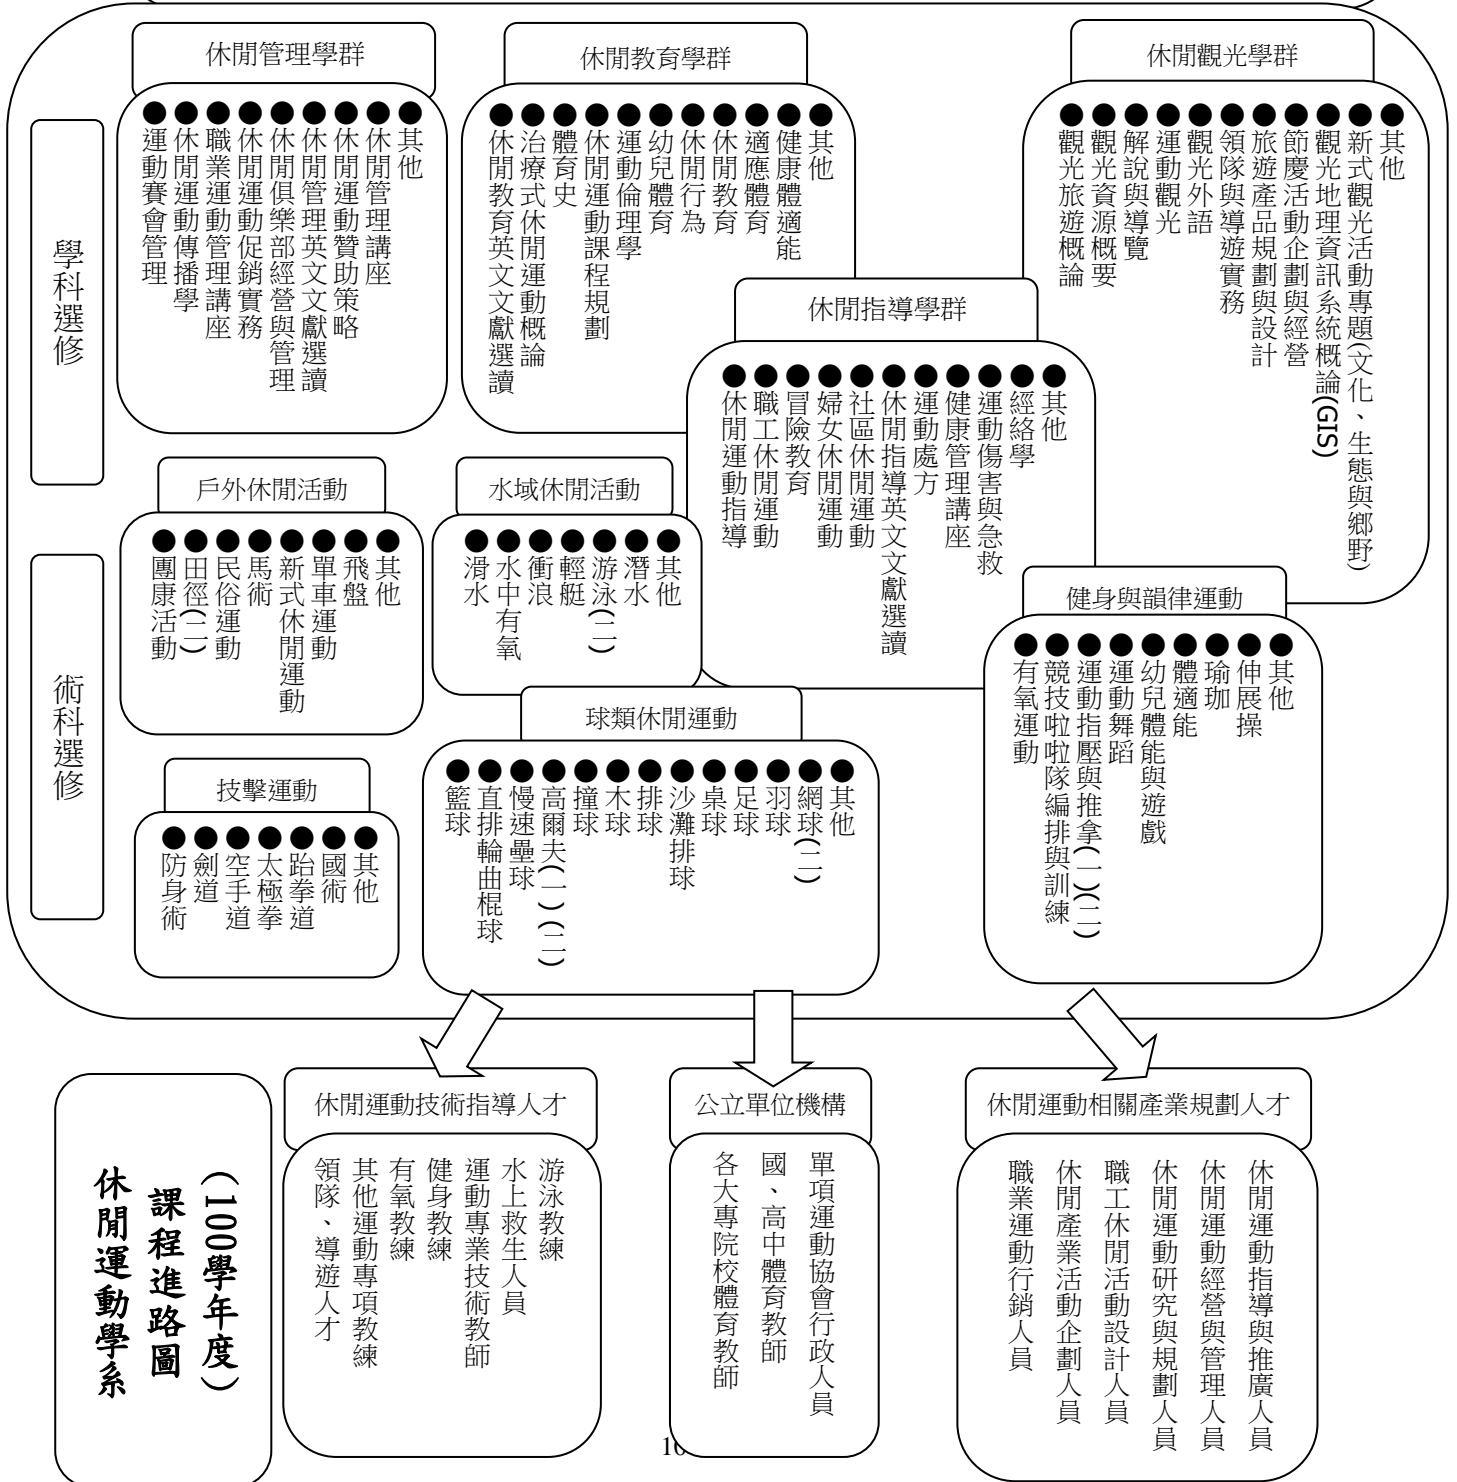 休閒管理學群
●運動賽會管理
●休閒運動傳播學
●職業運動管理講座
●休閒運動促銷實務
●休閒俱樂部經營與管理
●休閒管理英文文獻選讀
●休閒運動贊助策略
●休閒管理講座
●其他
休閒教育學群
●休閒教育英文文獻選讀
●治療式休閒運動概論
●體育史
●休閒運動課程規劃
●運動倫理學
●幼兒體育
●休閒行為
●休閒教育
●適應體育
●健康體適能
●其他
休閒觀光學群
●觀光旅遊概論
●觀光資源概要
●解說與導覽
●運動觀光
●觀光外語
●領隊與導遊實務
●旅遊產品規劃與設計
●節慶活動企劃與經營
●觀光地理資訊系統概論(GIS)
●新式觀光活動專題(文化、生態與鄉野)
●其他
學科選修
休閒指導學群
●休閒運動指導
●職工休閒運動
●冒險教育
●婦女休閒運動
●社區休閒運動
●休閒指導英文文獻選讀
●運動處方
●健康管理講座
●運動傷害與急救
●經絡學
●其他
戶外休閒活動
●團康活動
●田徑(二)
●民俗運動
●馬術
●新式休閒運動
●單車運動
●飛盤
●其他
水域休閒活動
●滑水
●水中有氧
●衝浪
●輕艇
●游泳(二)
●潛水
●其他
健身與韻律運動
●有氧運動
●競技啦啦隊編排與訓練
●運動指壓與推拿(一)(二)
●運動舞蹈
●幼兒體能與遊戲
●體適能
●瑜珈
●伸展操
●其他
術科選修
球類休閒運動
●籃球
●直排輪曲棍球
●慢速壘球
●高爾夫(一)(二)
●撞球
●木球
●排球
●沙灘排球
●桌球
●足球
●羽球
●網球(二)
●其他
技擊運動
●防身術
●劍道
●空手道
●太極拳
●跆拳道
●國術
●其他
休閒運動技術指導人才
領隊、導遊人才
其他運動專項教練
有氧教練
健身教練
運動專業技術教師
水上救生人員
游泳教練
公立單位機構
各大專院校體育教師
國、高中體育教師
單項運動協會行政人員
休閒運動相關產業規劃人才
職業運動行銷人員
休閒產業活動企劃人員
職工休閒活動設計人員
休閒運動研究與規劃人員
休閒運動經營與管理人員
休閒運動指導與推廣人員
休閒運動學系
課程進路圖
(100學年度)